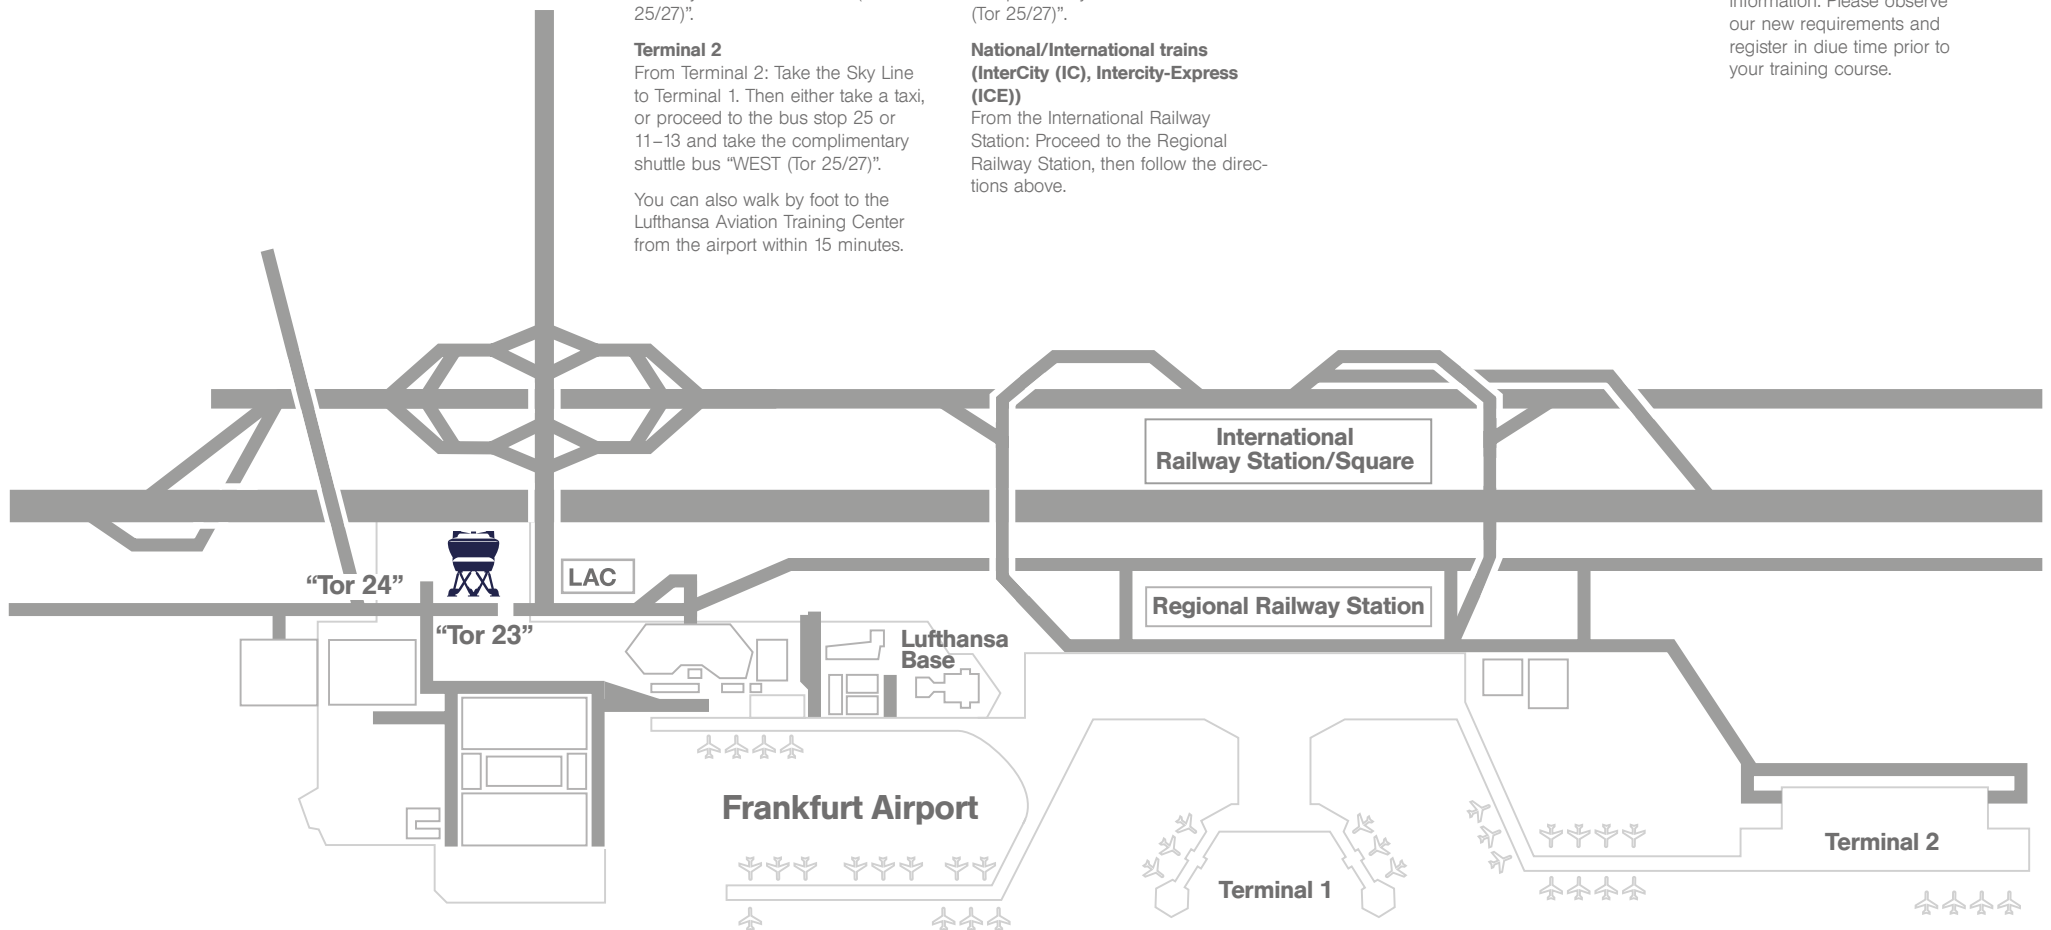 25/27)”.
Terminal 2
From Terminal 2: Take the Sky Line
to Terminal 1. Then either take a taxi,
or proceed to the bus stop 25 or
11–13 and take the complimentary
shuttle bus “WEST (Tor 25/27)”.
You can also walk by foot to the
Lufthansa Aviation Training Center
from the airport within 15 minutes.
(Tor 25/27)”.
National/International trains
(InterCity (IC), Intercity-Express
(ICE))
From the International Railway
Station: Proceed to the Regional
Railway Station, then follow the direc-
tions above.
information. Please observe
our new requirements and
register in diue time prior to
your training course.
International
Railway Station/Square
“Tor 24”
LAC
Regional Railway Station
“Tor 23”
Lufthansa
Base
Frankfurt Airport
Terminal 1
Terminal 2